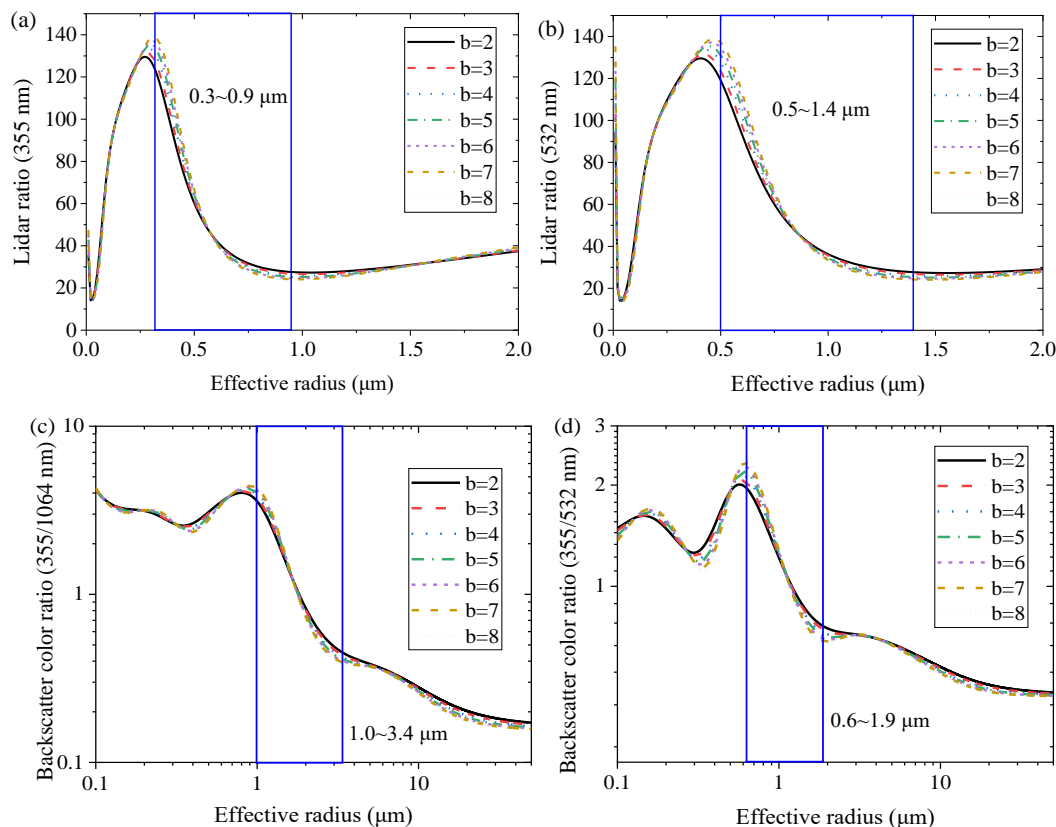 (a)
140
120
100
80
60
40
20
0
0.0
0.5
1.0
1.5
2.0
Lidar ratio (355 nm)
Effective radius (μm)
0.3~0.9 μm
b=2
b=3
b=4
b=5
b=6
b=7
b=8
(b)
140
120
100
80
60
40
20
0
0.0
0.5
1.0
1.5
2.0
Lidar ratio (532 nm)
Effective radius (μm)
0.5~1.4 μm
b=2
b=3
b=4
b=5
b=6
b=7
b=8
(c)
10
1
0.1
0.1
1
10
Backscatter color ratio (355/1064 nm)
Effective radius (μm)
1.0~3.4 μm
b=2
b=3
b=4
b=5
b=6
b=7
b=8
(d)
3
2
1
0.1
1
10
Backscatter color ratio (355/532 nm)
Effective radius (μm)
0.6~1.9 μm
b=2
b=3
b=4
b=5
b=6
b=7
b=8